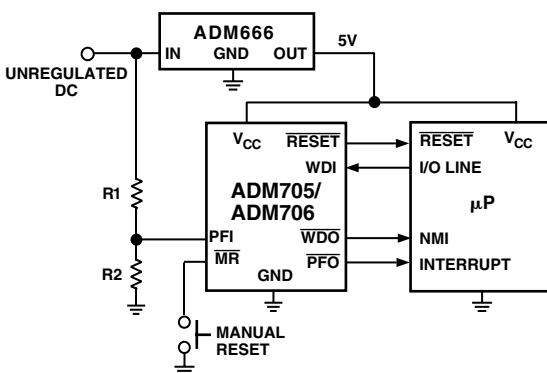 ADM666
IN GND OUT
5V
UNREGULATED
DC
VCC
RESET
WDI
ADM705/
ADM706
PFI
MR
WDO
PFO
GND
RESET
VCC
I/O LINE
μP
NMI
INTERRUPT
R1
R2
MANUAL
RESET